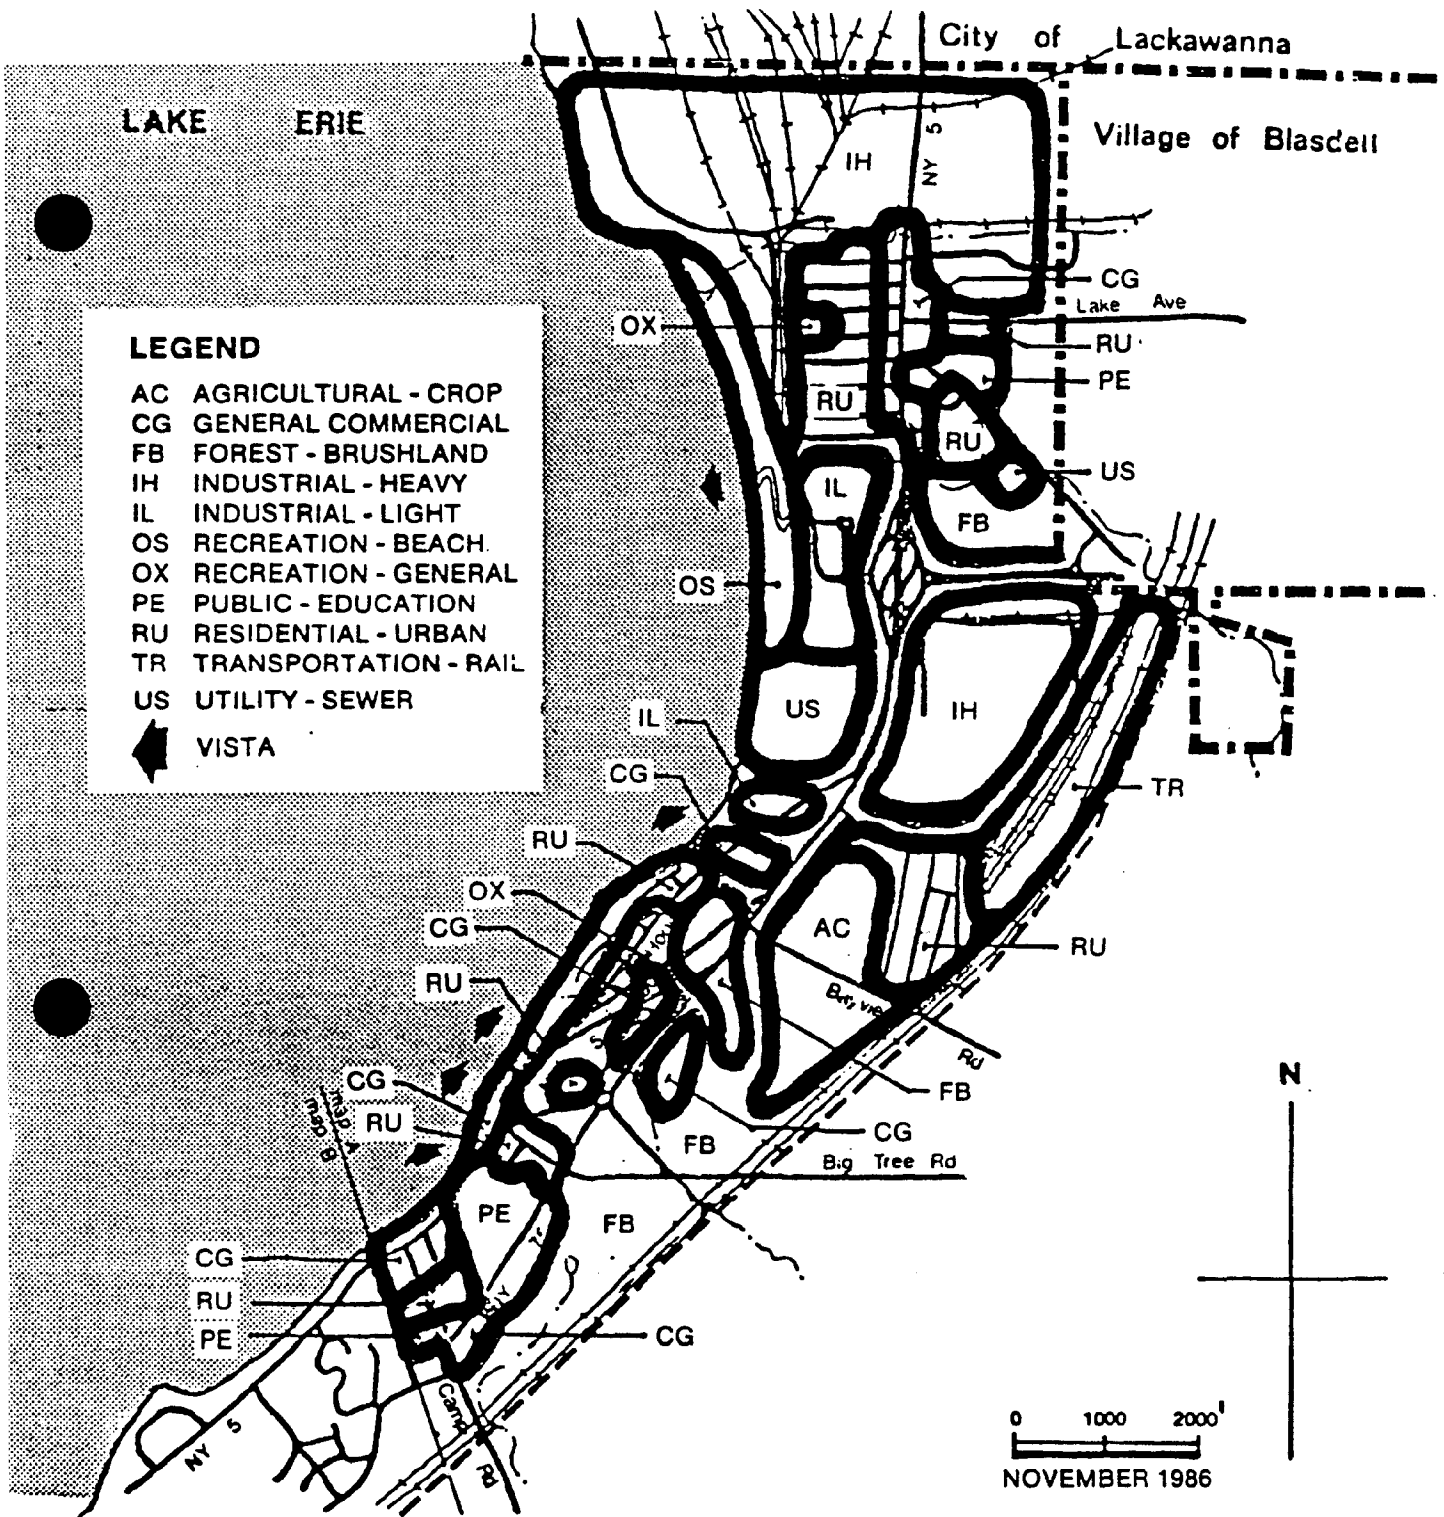 City of Lackawanna
LAKE ERIE
Village of Blasdell
IH
NY 5
CG
Lake Ave
OX
RU
PE
RU
RU
US
IL
FB
OS
LEGEND
AC AGRICULTURAL - CROP
CG GENERAL COMMERCIAL
FB FOREST - BRUSHLAND
IH INDUSTRIAL - HEAVY
IL INDUSTRIAL - LIGHT
OS RECREATION - BEACH
OX RECREATION - GENERAL
PE PUBLIC - EDUCATION
RU RESIDENTIAL - URBAN
TR TRANSPORTATION - RAIL
US UTILITY - SEWER
VISTA
US
IH
IL
CG
TR
RU
OX
CG
AC
RU
RU
Rd
FB
CG
map A
map B
RU
CG
FB
Big Tree Rd
PE
FB
CG
RU
PE
CG
Camp Rd
NY 5
N
0 1000 2000'
NOVEMBER 1986